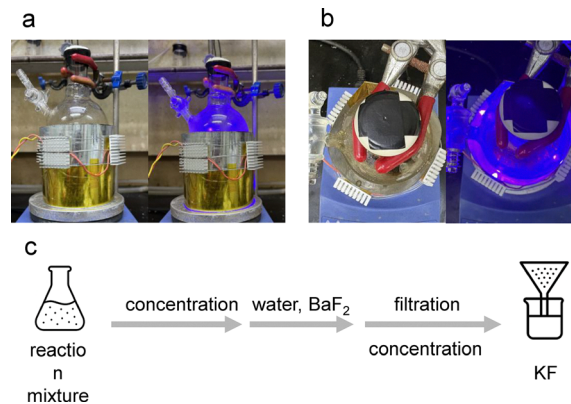 a
b
c
concentration
water, BaF₂
filtration
concentration
reactio
n
mixture
KF